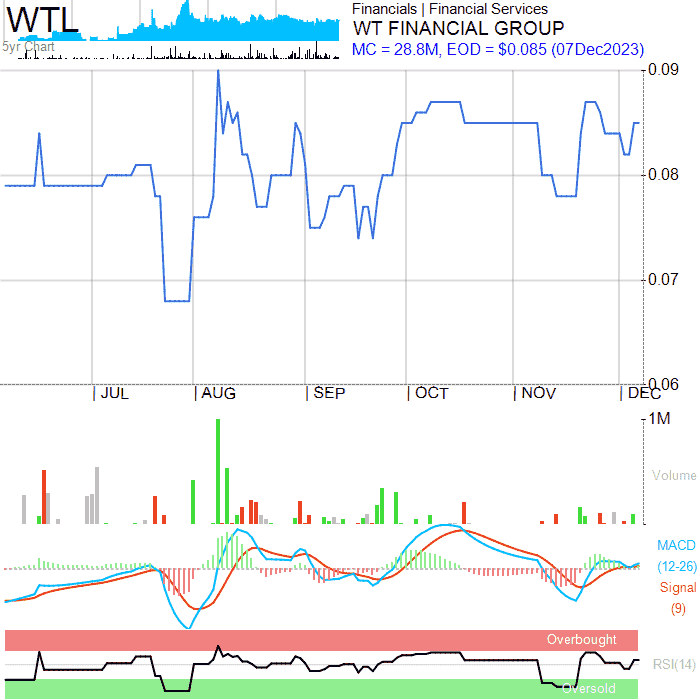 WTL
5yr Chart
Financials | Financial Services
WT FINANCIAL GROUP
MC = 28.8M, EOD = $0.085 (07Dec2023)
0.09
0.08
0.07
0.06
JUL AUG SEP OCT NOV DEC
1M
Volume
MACD
(12-26)
Signal
(9)
Overbought
RSI(14)
Oversold